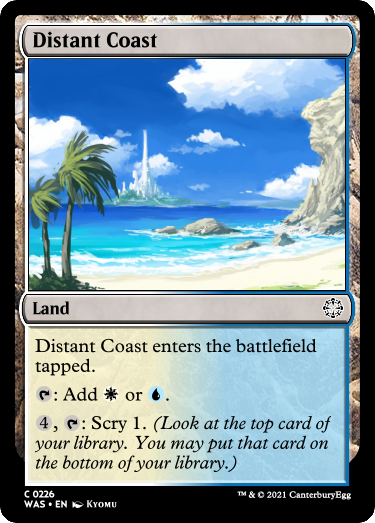 Distant Coast
Land
Distant Coast enters the battlefield
tapped.
: Add or .
4, : Scry 1. (Look at the top card of
your library. You may put that card on
the bottom of your library.)
C 0226
WAS • EN Kyomu
™ & © 2021 CanterburyEgg